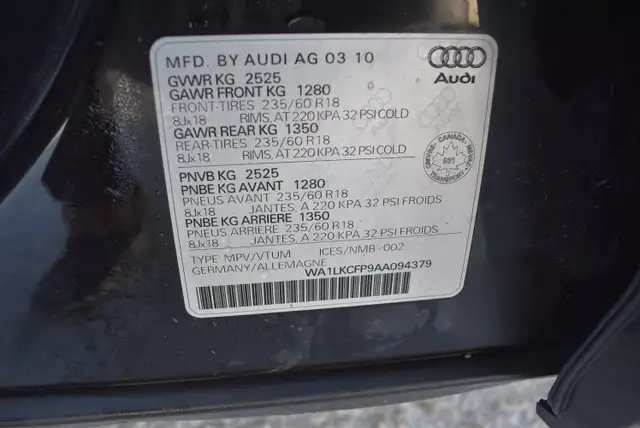 MFD. BY AUDI AG 03 10
Audi
GVWR KG 2525
GAWR FRONT KG 1280
FRONT-TIRES 235/60 R18
8Jx18 RIMS, AT 220 KPA 32 PSI COLD
GAWR REAR KG 1350
REAR-TIRES 235/60 R18
8Jx18 RIMS, AT 220 KPA 32 PSI COLD
CANADA
TRANSPORT
PNVB KG 2525
PNBE KG AVANT 1280
PNEUS AVANT 235/60 R18
8Jx18 JANTES, A 220 KPA 32 PSI FROIDS
PNBE KG ARRIERE 1350
PNEUS ARRIERE 235/60 R18
8Jx18 JANTES, A 220 KPA 32 PSI FROIDS
TYPE MPV/VTUM ICES/NMB-002
GERMANY/ALLEMAGNE WA1LKCFP9AA094379